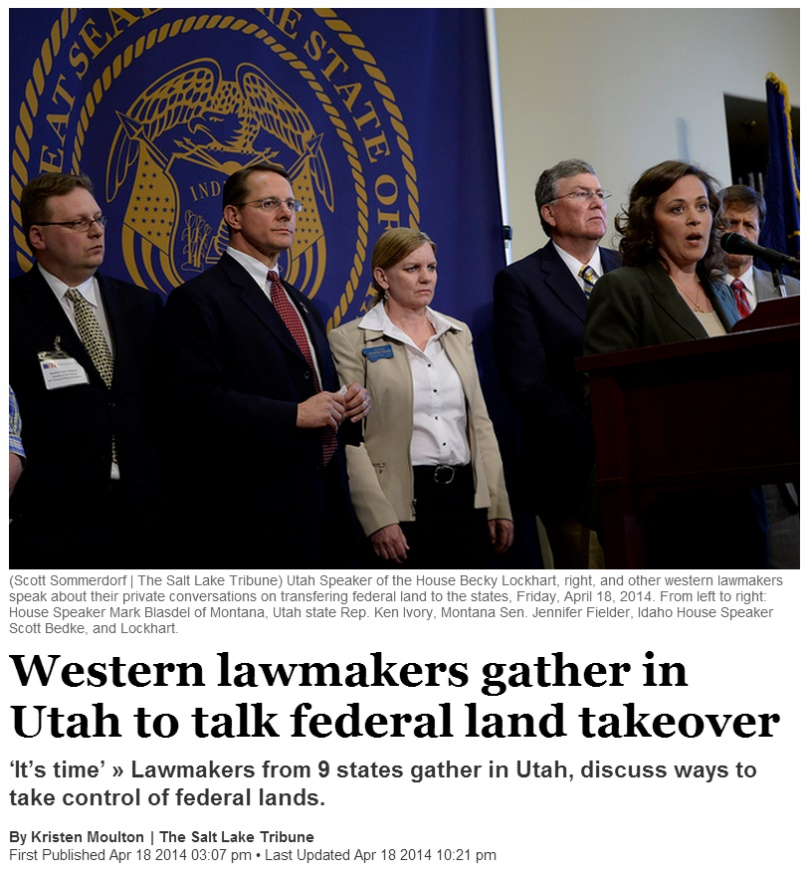 EAT SEAL
HE STATE OF
IND
(Scott Sommerdorf | The Salt Lake Tribune) Utah Speaker of the House Becky Lockhart, right, and other western lawmakers
speak about their private conversations on transfering federal land to the states, Friday, April 18, 2014. From left to right:
House Speaker Mark Blasdel of Montana, Utah state Rep. Ken Ivory, Montana Sen. Jennifer Fielder, Idaho House Speaker
Scott Bedke, and Lockhart.
Western lawmakers gather in
Utah to talk federal land takeover
‘It’s time’ » Lawmakers from 9 states gather in Utah, discuss ways to
take control of federal lands.
By Kristen Moulton | The Salt Lake Tribune
First Published Apr 18 2014 03:07 pm • Last Updated Apr 18 2014 10:21 pm